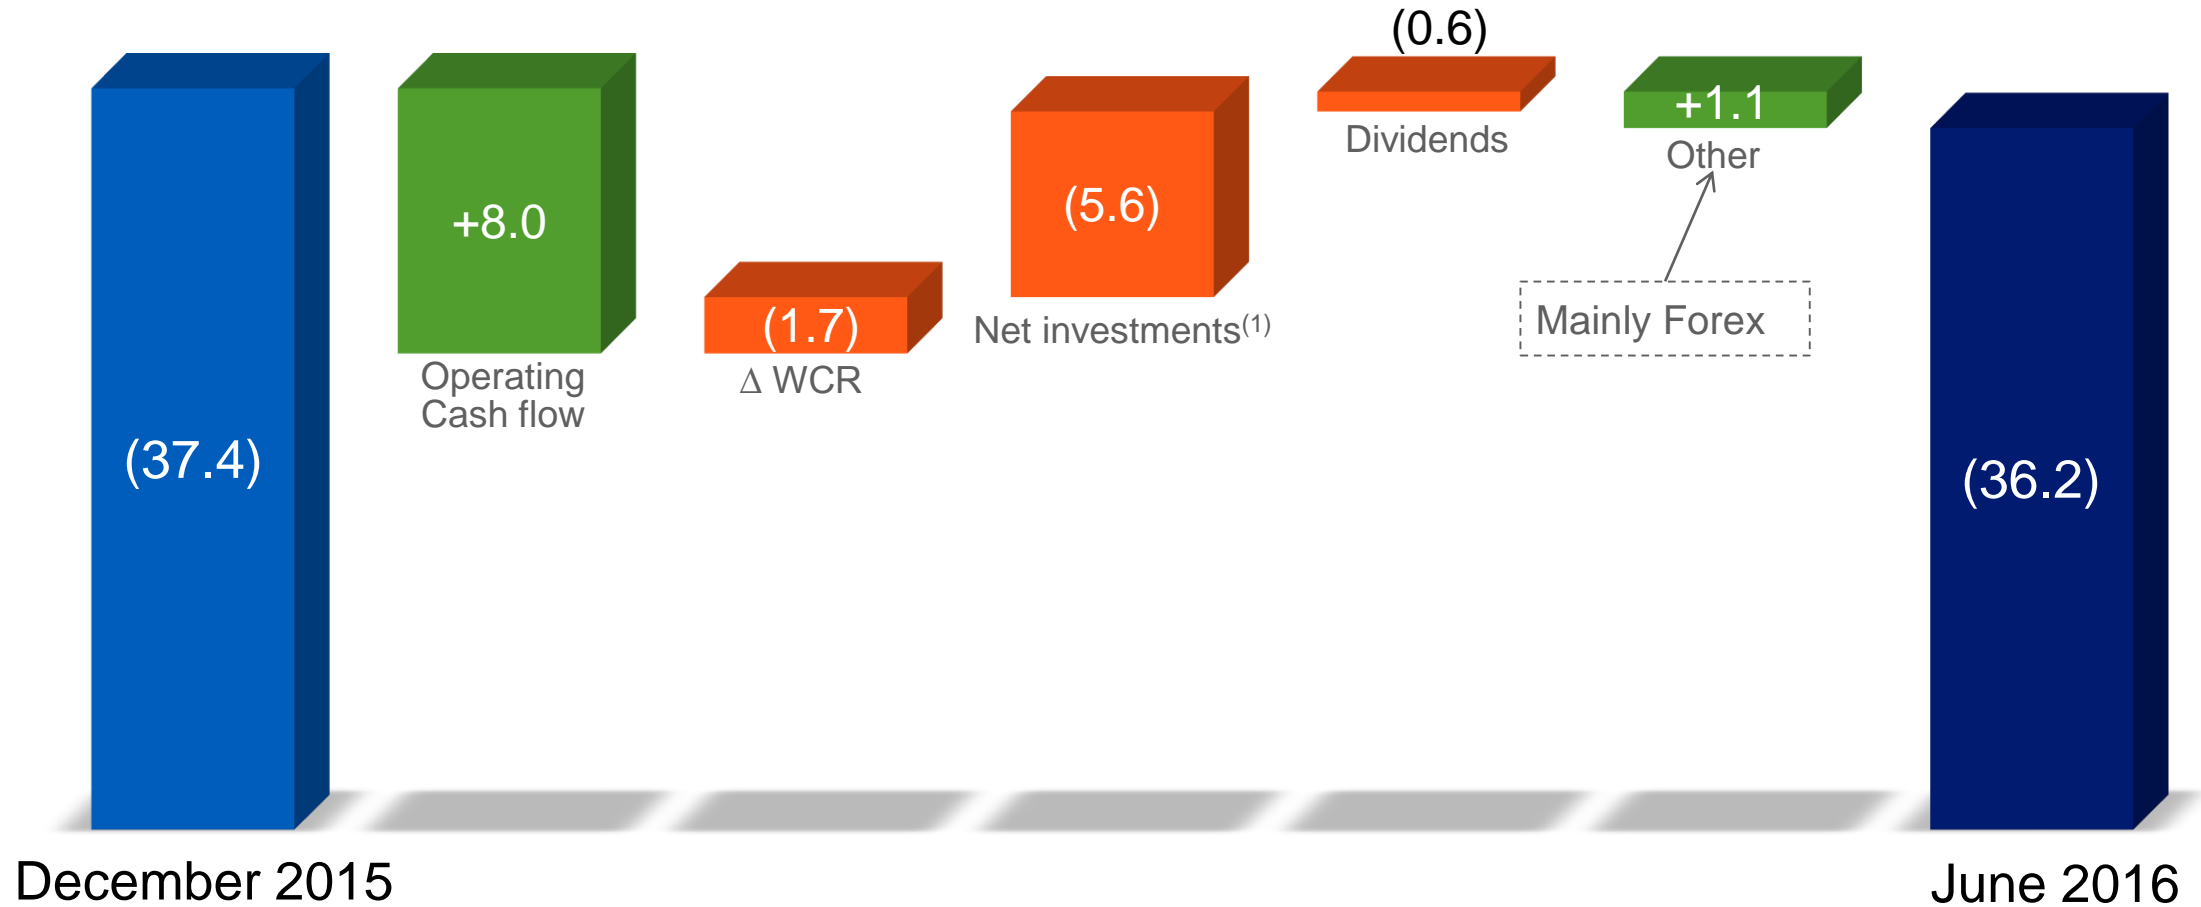 (37.4)
December 2015
+8.0
Operating
Cash flow
(1.7)
Δ WCR
(5.6)
Net investments(1)
(0.6)
Dividends
+1.1
Other
Mainly Forex
(36.2)
June 2016